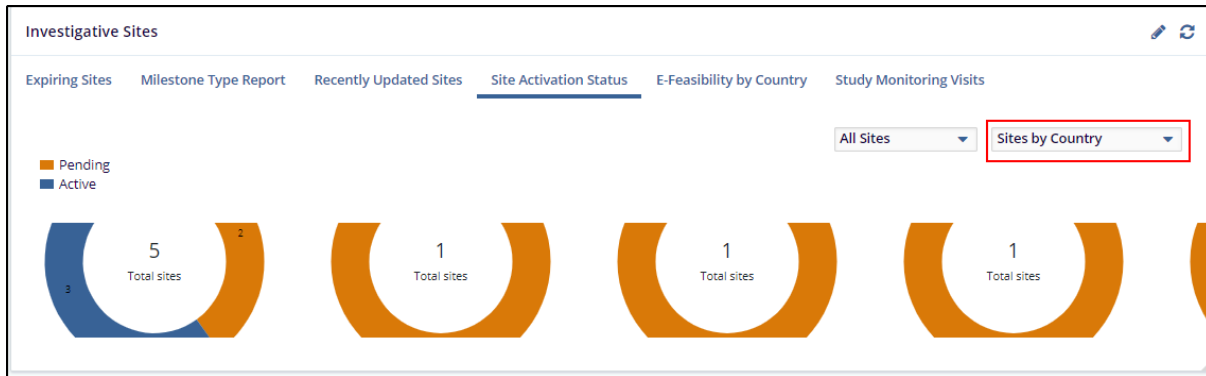 Investigative Sites
Expiring Sites Milestone Type Report Recently Updated Sites Site Activation Status E-Feasibility by Country Study Monitoring Visits
All Sites Sites by Country
Pending
Active
2
5 1 1 1
Total sites Total sites Total sites Total sites
3